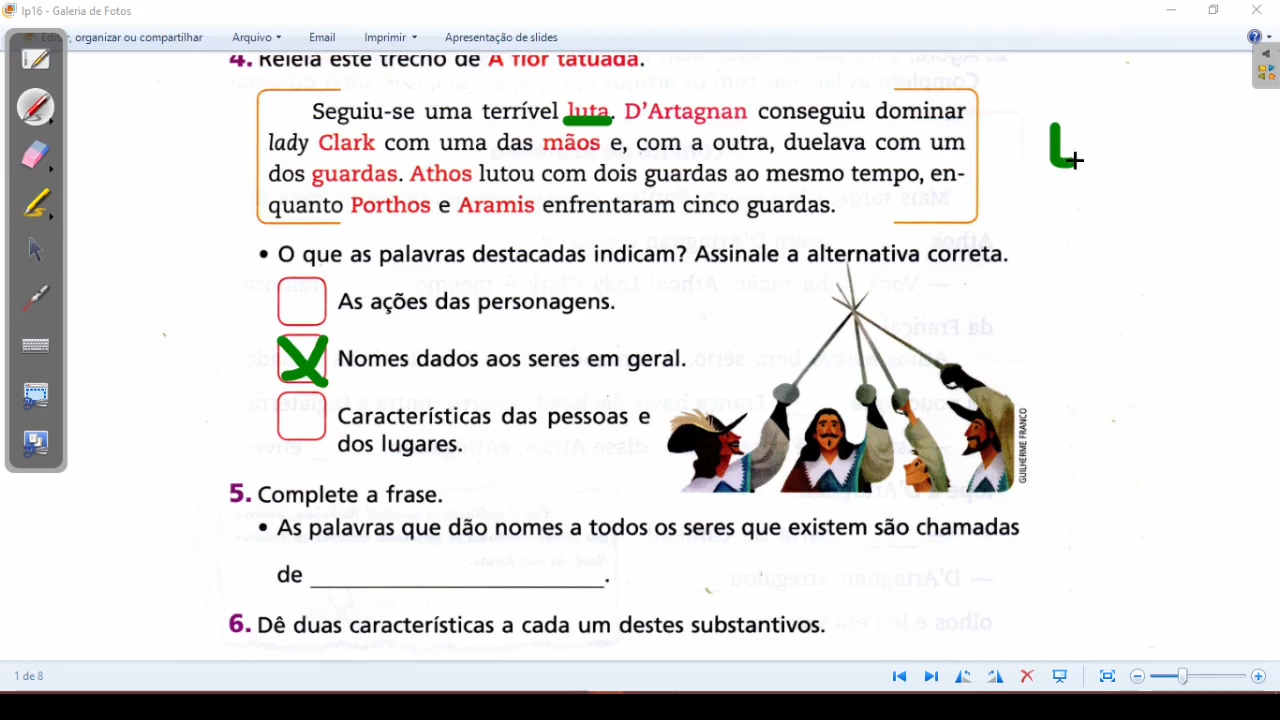 lp16 - Galeria de Fotos
Editar, organizar ou compartilhar Arquivo Email Imprimir Apresentação de slides
4. Releia este trecho de A flor tatuada.
Seguiu-se uma terrível luta. D'Artagnan conseguiu dominar
lady Clark com uma das mãos e, com a outra, duelava com um
dos guardas. Athos lutou com dois guardas ao mesmo tempo, en-
quanto Porthos e Aramis enfrentaram cinco guardas.
• O que as palavras destacadas indicam? Assinale a alternativa correta.
As ações das personagens.
X Nomes dados aos seres em geral.
Características das pessoas e
dos lugares.
GUILHERME FRANCO
5. Complete a frase.
• As palavras que dão nomes a todos os seres que existem são chamadas
de ____________________.
6. Dê duas características a cada um destes substantivos.
1 de 8
L